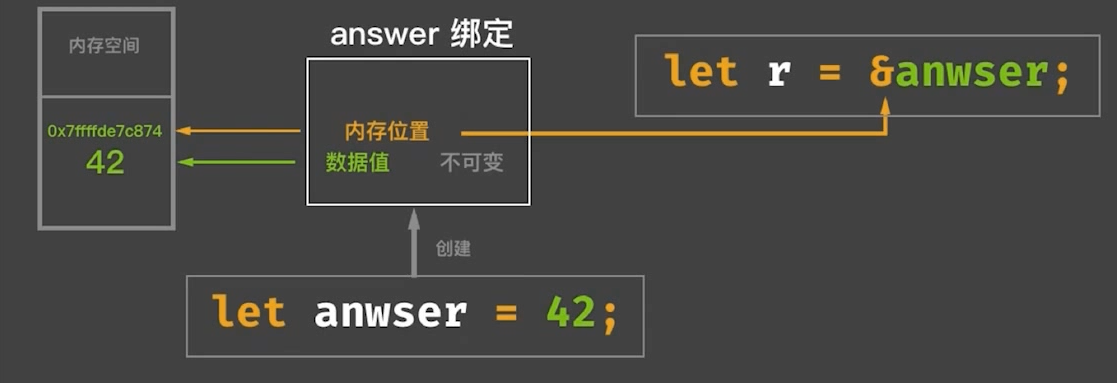 内存空间
0x7ffffde7c874
42
answer 绑定
内存位置
数据值 不可变
let r = &anwser;
创建
let anwser = 42;